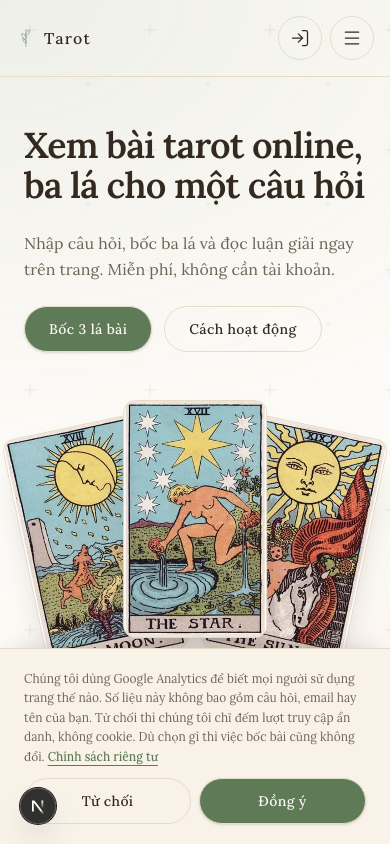 Tarot
Xem bài tarot online,
ba lá cho một câu hỏi
Nhập câu hỏi, bốc ba lá và đọc luận giải ngay
trên trang. Miễn phí, không cần tài khoản.
Bốc 3 lá bài
Cách hoạt động
XVIII
XVII
XIX
THE STAR.
MOON.
THE SUN
Chúng tôi dùng Google Analytics để biết mọi người sử dụng
trang thế nào. Số liệu này không bao gồm câu hỏi, email hay
tên của bạn. Từ chối thì chúng tôi chỉ đếm lượt truy cập ẩn
danh, không cookie. Dù chọn gì thì việc bốc bài cũng không
đổi. Chính sách riêng tư
N
Từ chối
Đồng ý